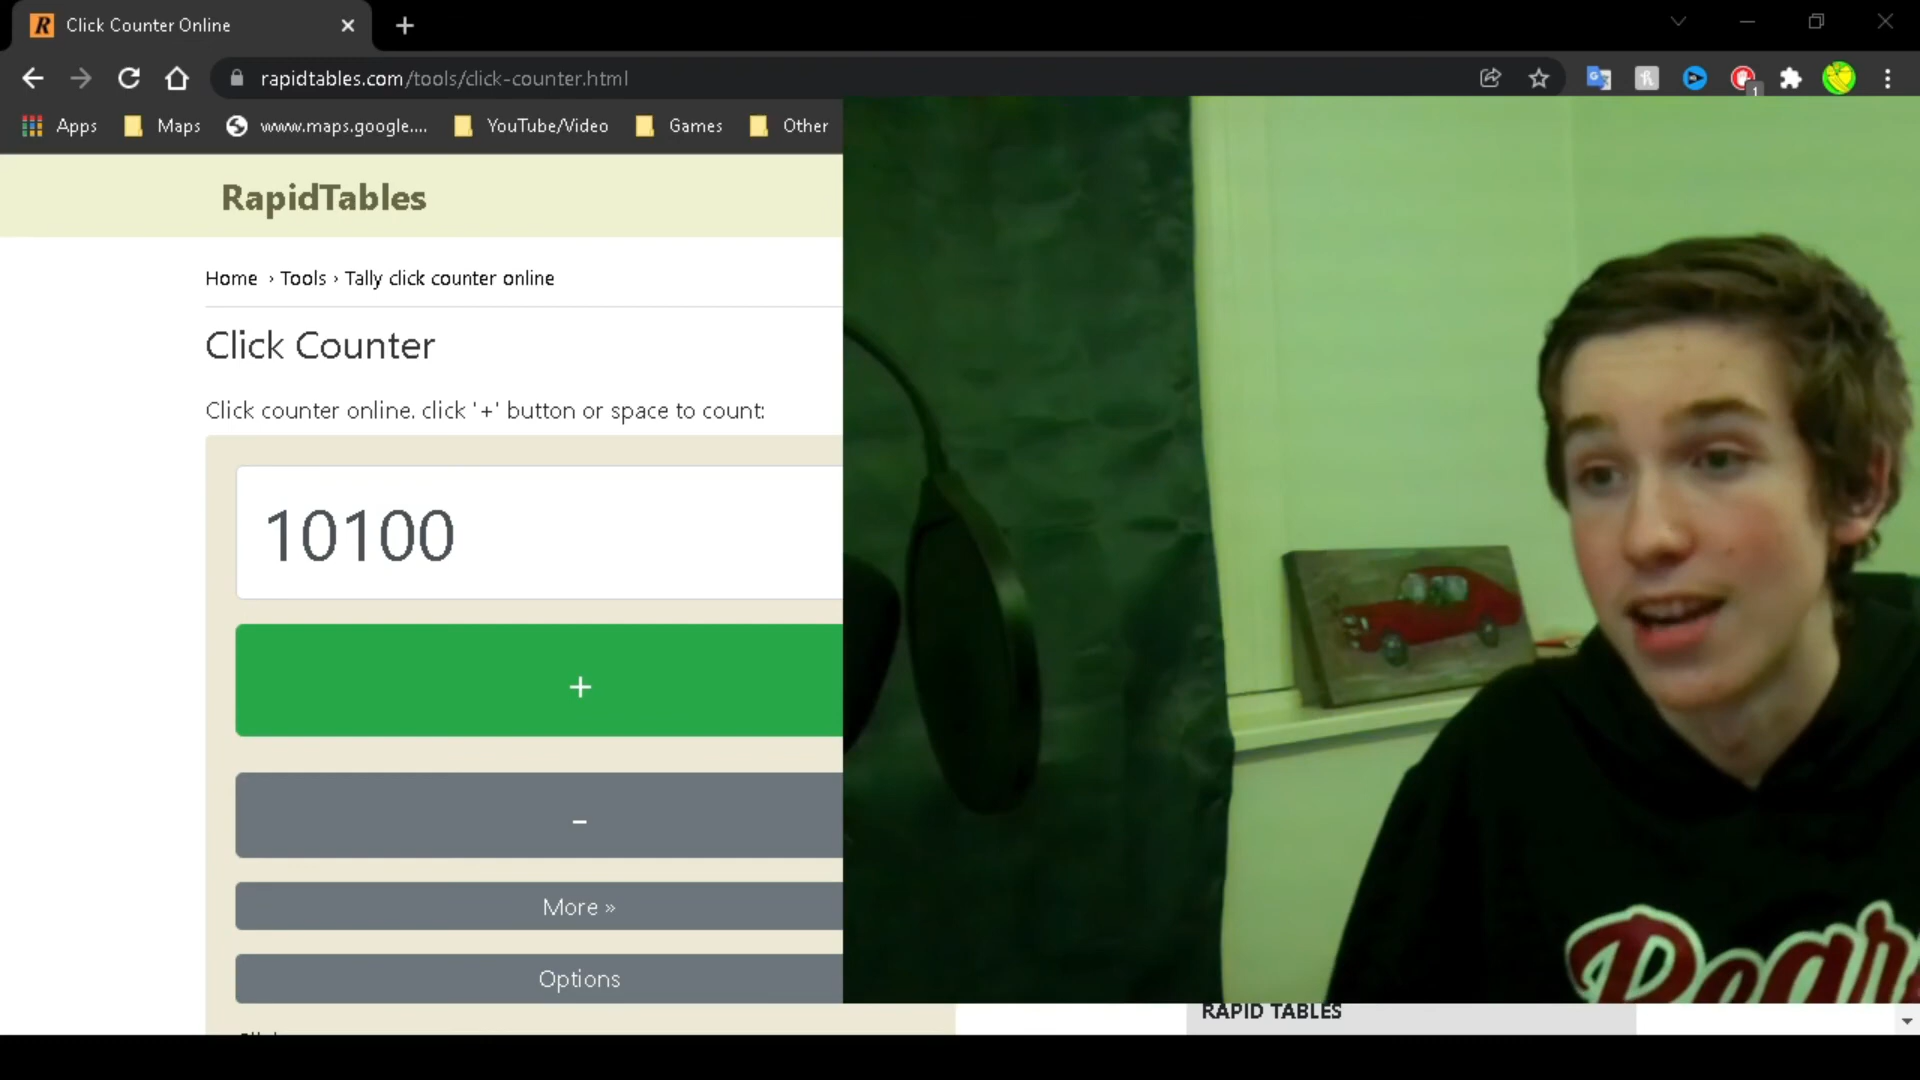 Click Counter Online
rapidtables.com/tools/click-counter.html
1
Apps
Maps
www.maps.google....
YouTube/Video
Games
Other
RapidTables
Home › Tools › Tally click counter online
Click Counter
Click counter online. click '+' button or space to count:
10100
+
-
More »
Options
RAPID TABLES